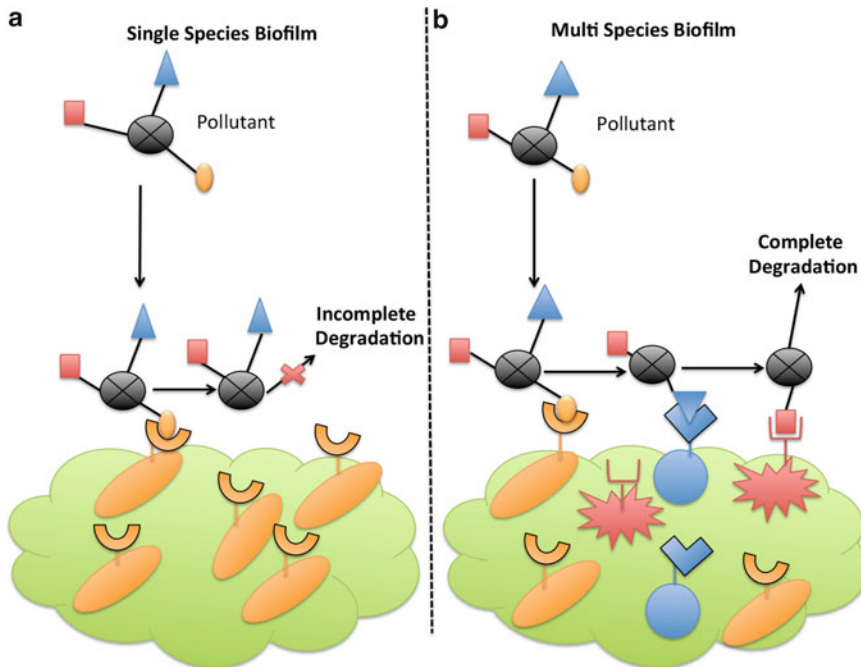 a
Single Species Biofilm
Pollutant
Incomplete
Degradation
b
Multi Species Biofilm
Pollutant
Complete
Degradation